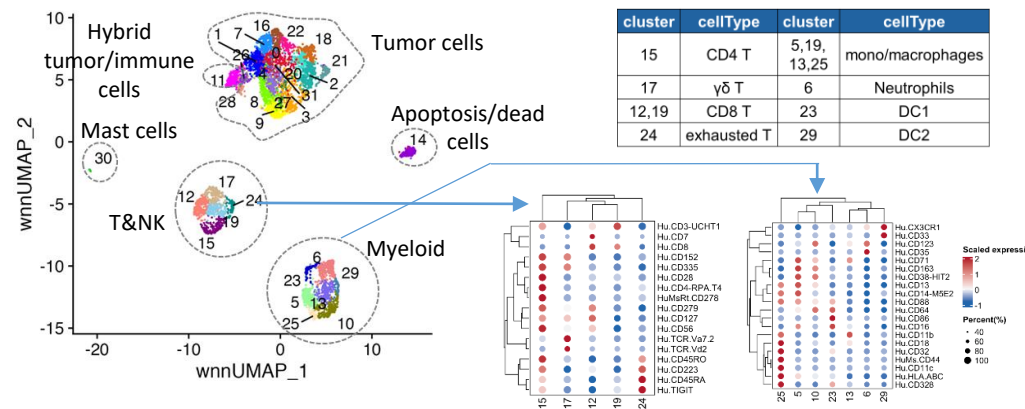 Hybrid
tumor/immune
cells
Tumor cells
Mast cells
Apoptosis/dead
cells
T&NK
Myeloid
wnnUMAP_2
10
5
0
-5
-10
-15
-20
-10
0
10
wnnUMAP_1
16
7
22
1
18
26
0
21
4
20
2
11
31
28
8
27
9
3
30
14
17
12
24
19
15
6
29
23
5
13
25
10
cluster cellType cluster cellType
15 CD4 T 5,19,
13,25 mono/macrophages
17 γδ T 6 Neutrophils
12,19 CD8 T 23 DC1
24 exhausted T 29 DC2
Hu.CD3-UCHT1
Hu.CD7
Hu.CD8
Hu.CD152
Hu.CD335
Hu.CD28
Hu.CD4-RPA.T4
HuMsRt.CD278
Hu.CD279
Hu.CD127
Hu.CD56
Hu.TCR.Va7.2
Hu.TCR.Vd2
Hu.CD45RO
Hu.CD223
Hu.CD45RA
Hu.TIGIT
15 17 12 19 24
Hu.CX3CR1
Hu.CD33
Hu.CD123
Hu.CD35
Hu.CD71
Hu.CD163
Hu.CD38-HIT2
Hu.CD13
Hu.CD14-M5E2
Hu.CD88
Hu.CD64
Hu.CD86
Hu.CD16
Hu.CD11b
Hu.CD18
Hu.CD32
HuMs.CD44
Hu.CD11c
Hu.HLA.ABC
Hu.CD328
25 5 10 23 13 6 29
Scaled expressi
2
1
0
-1
Percent(%)
40
60
80
100